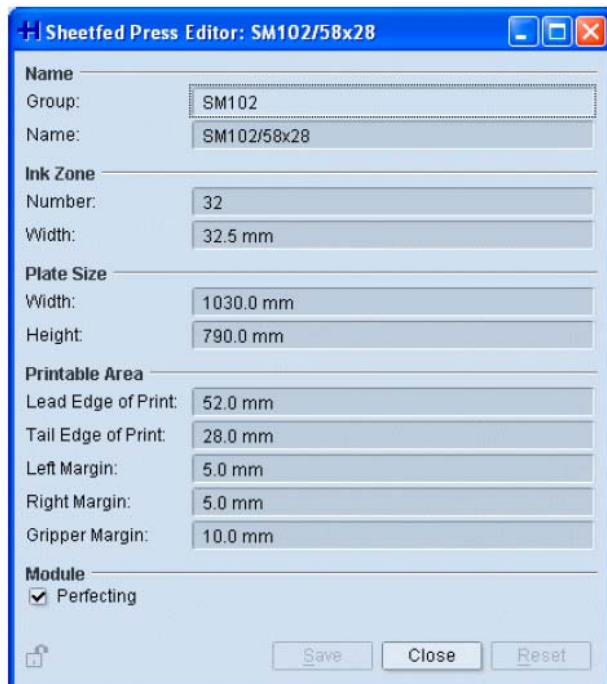 Sheetfed Press Editor: SM102/58x28
Name
Group: SM102
Name: SM102/58x28
Ink Zone
Number: 32
Width: 32.5 mm
Plate Size
Width: 1030.0 mm
Height: 790.0 mm
Printable Area
Lead Edge of Print: 52.0 mm
Tail Edge of Print: 28.0 mm
Left Margin: 5.0 mm
Right Margin: 5.0 mm
Gripper Margin: 10.0 mm
Module
Perfecting
Save Close Reset